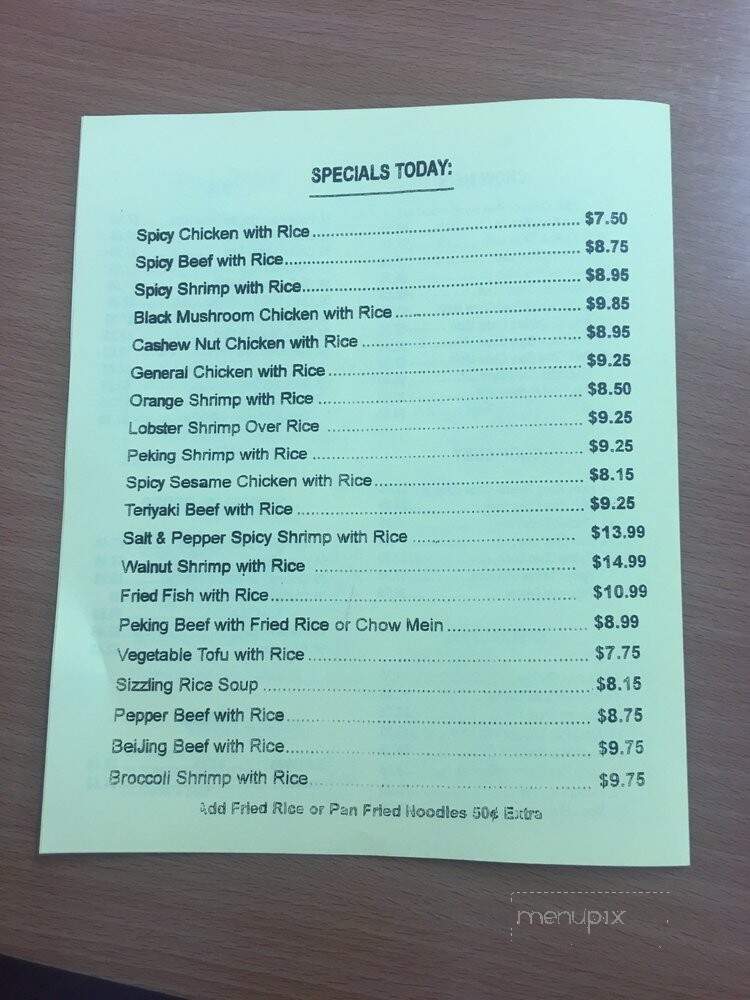 SPECIALS TODAY:
Spicy Chicken with Rice ........ $7.50
Spicy Beef with Rice ........ $8.75
Spicy Shrimp with Rice ........ $8.95
Black Mushroom Chicken with Rice ........ $9.85
Cashew Nut Chicken with Rice ........ $8.95
General Chicken with Rice ........ $9.25
Orange Shrimp with Rice ........ $8.50
Lobster Shrimp Over Rice ........ $9.25
Peking Shrimp with Rice ........ $9.25
Spicy Sesame Chicken with Rice ........ $8.15
Teriyaki Beef with Rice ........ $9.25
Salt & Pepper Spicy Shrimp with Rice ........ $13.99
Walnut Shrimp with Rice ........ $14.99
Fried Fish with Rice ........ $10.99
Peking Beef with Fried Rice or Chow Mein ........ $8.99
Vegetable Tofu with Rice ........ $7.75
Sizzling Rice Soup ........ $8.15
Pepper Beef with Rice ........ $8.75
BeiJing Beef with Rice ........ $9.75
Broccoli Shrimp with Rice ........ $9.75
Add Fried Rice or Pan Fried Noodles 50¢ Extra
menupix